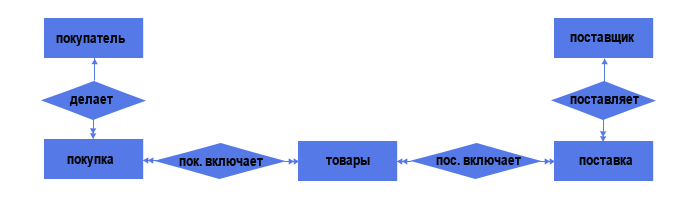 покупатель
поставщик
делает
поставляет
покупка
пок. включает
товары
пос. включает
поставка